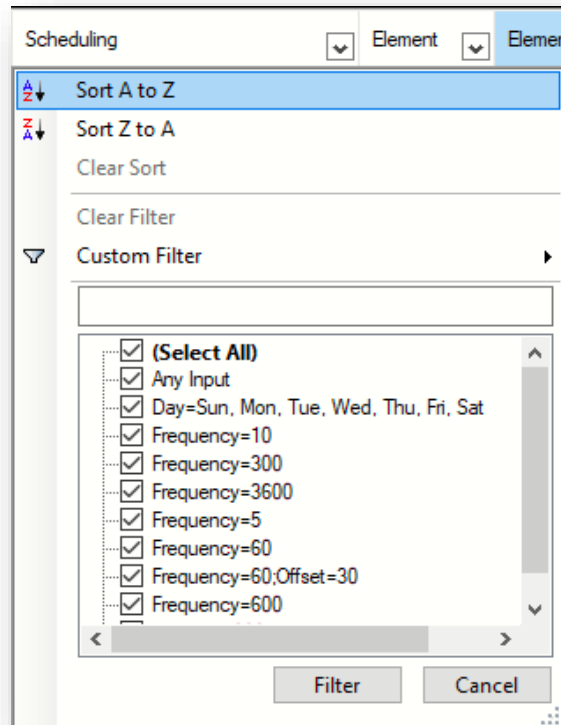 Scheduling Element Elemen
Sort A to Z
Sort Z to A
Clear Sort
Clear Filter
Custom Filter
(Select All)
Any Input
Day=Sun, Mon, Tue, Wed, Thu, Fri, Sat
Frequency=10
Frequency=300
Frequency=3600
Frequency=5
Frequency=60
Frequency=60;Offset=30
Frequency=600
Filter Cancel